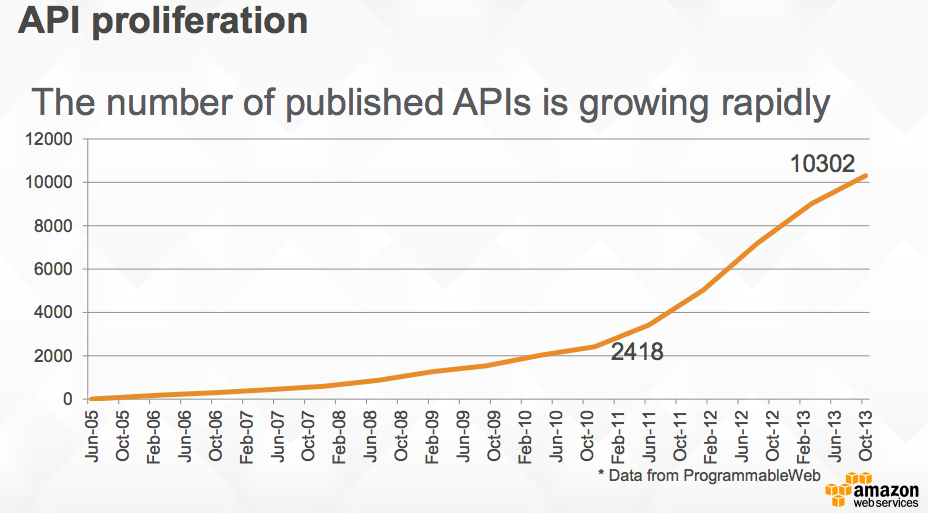 API proliferation
The number of published APIs is growing rapidly
12000
10000
8000
6000
4000
2000
0
10302
2418
Jun-05
Oct-05
Feb-06
Jun-06
Oct-06
Feb-07
Jun-07
Oct-07
Feb-08
Jun-08
Oct-08
Feb-09
Jun-09
Oct-09
Feb-10
Jun-10
Oct-10
Feb-11
Jun-11
Oct-11
Feb-12
Jun-12
Oct-12
Feb-13
Jun-13
Oct-13
* Data from ProgrammableWeb
amazon
webservices